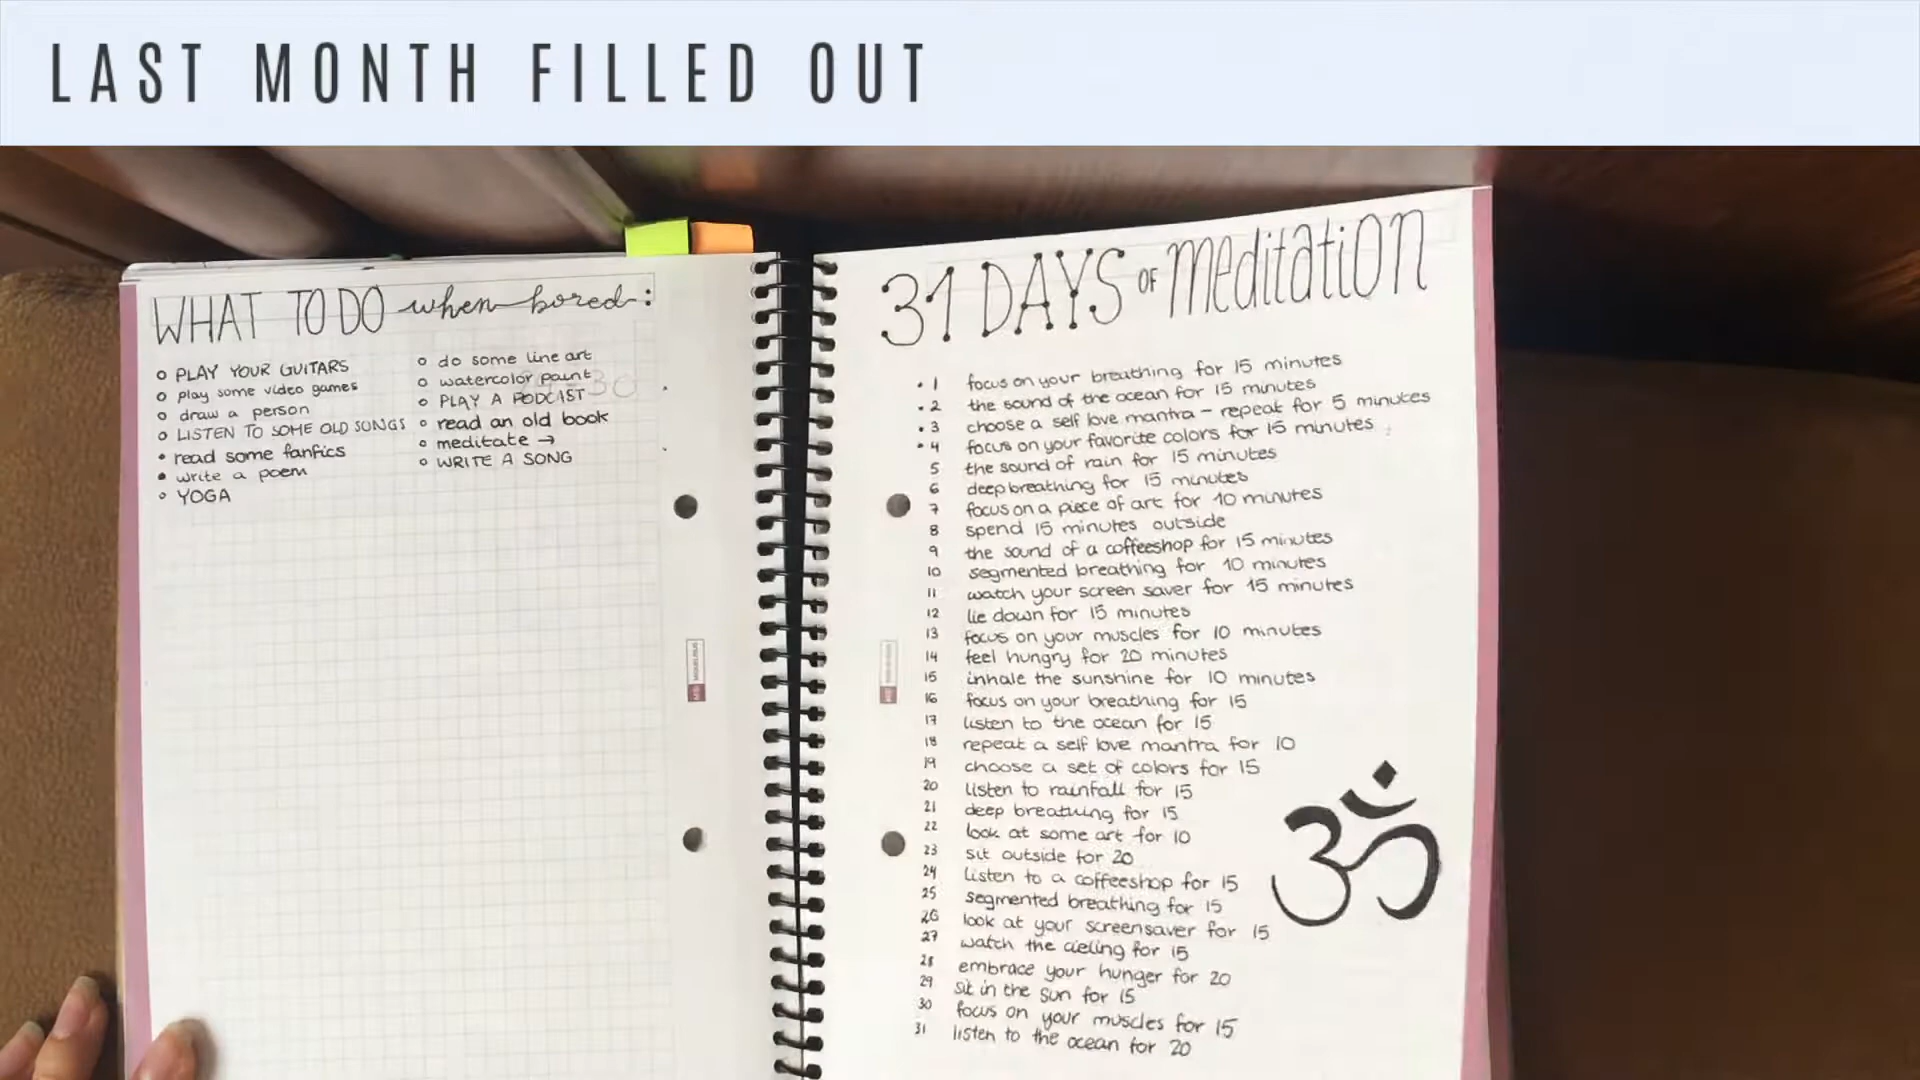 LAST MONTH FILLED OUT
WHAT TO DO when bored:
PLAY YOUR GUITARS
play some video games
draw a person
LISTEN TO SOME OLD SONGS
read some fanfics
write a poem
YOGA
do some line art
watercolor paint
PLAY A PODCAST
read an old book
meditate →
WRITE A SONG
31 DAYS OF meditation
1 focus on your breathing for 15 minutes
2 the sound of the ocean for 15 minutes
3 choose a self love mantra - repeat for 5 minutes
4 focus on your favorite colors for 15 minutes
5 the sound of rain for 15 minutes
6 deep breathing for 15 minutes
7 focus on a piece of art for 10 minutes
8 spend 15 minutes outside
9 the sound of a coffeeshop for 15 minutes
10 segmented breathing for 10 minutes
11 watch your screen saver for 15 minutes
12 lie down for 15 minutes
13 focus on your muscles for 10 minutes
14 feel hungry for 20 minutes
15 inhale the sunshine for 10 minutes
16 focus on your breathing for 15
17 listen to the ocean for 15
18 repeat a self love mantra for 10
19 choose a set of colors for 15
20 listen to rainfall for 15
21 deep breathing for 15
22 look at some art for 10
23 sit outside for 20
24 listen to a coffeeshop for 15
25 segmented breathing for 15
26 look at your screensaver for 15
27 watch the cieling for 15
28 embrace your hunger for 20
29 sit in the sun for 15
30 focus on your muscles for 15
31 listen to the ocean for 20
ॐ